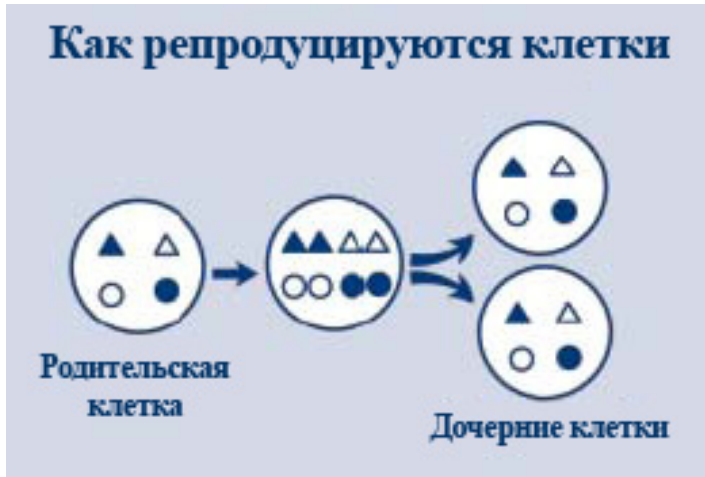 Как репродуцируются клетки
Родительская
клетка
Дочерние клетки